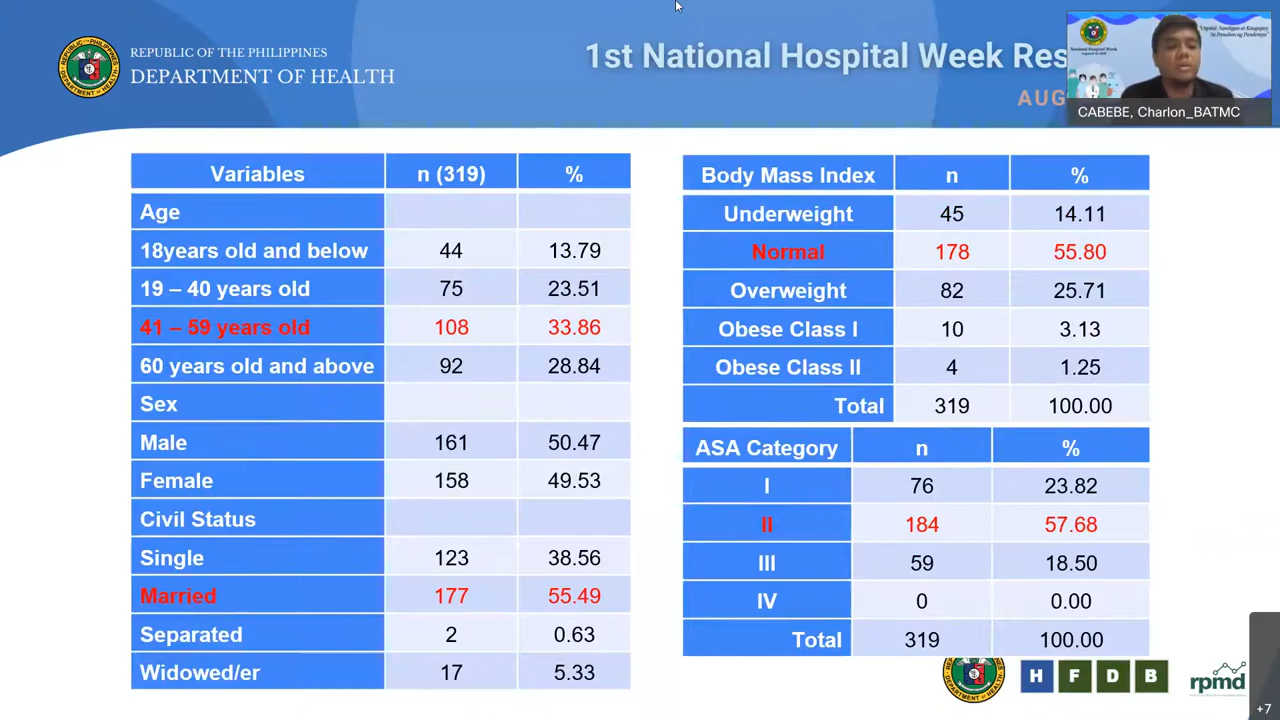 REPUBLIC OF THE PHILIPPINES
DEPARTMENT OF HEALTH
1st National Hospital Week Res
AUG
National Hospital Week
CABEBE, Charlon_BATMC
Variables n (319) %
Age
18years old and below 44 13.79
19 – 40 years old 75 23.51
41 – 59 years old 108 33.86
60 years old and above 92 28.84
Sex
Male 161 50.47
Female 158 49.53
Civil Status
Single 123 38.56
Married 177 55.49
Separated 2 0.63
Widowed/er 17 5.33
Body Mass Index n %
Underweight 45 14.11
Normal 178 55.80
Overweight 82 25.71
Obese Class I 10 3.13
Obese Class II 4 1.25
Total 319 100.00
ASA Category n %
I 76 23.82
II 184 57.68
III 59 18.50
IV 0 0.00
Total 319 100.00
H F D B
rpmd
+7